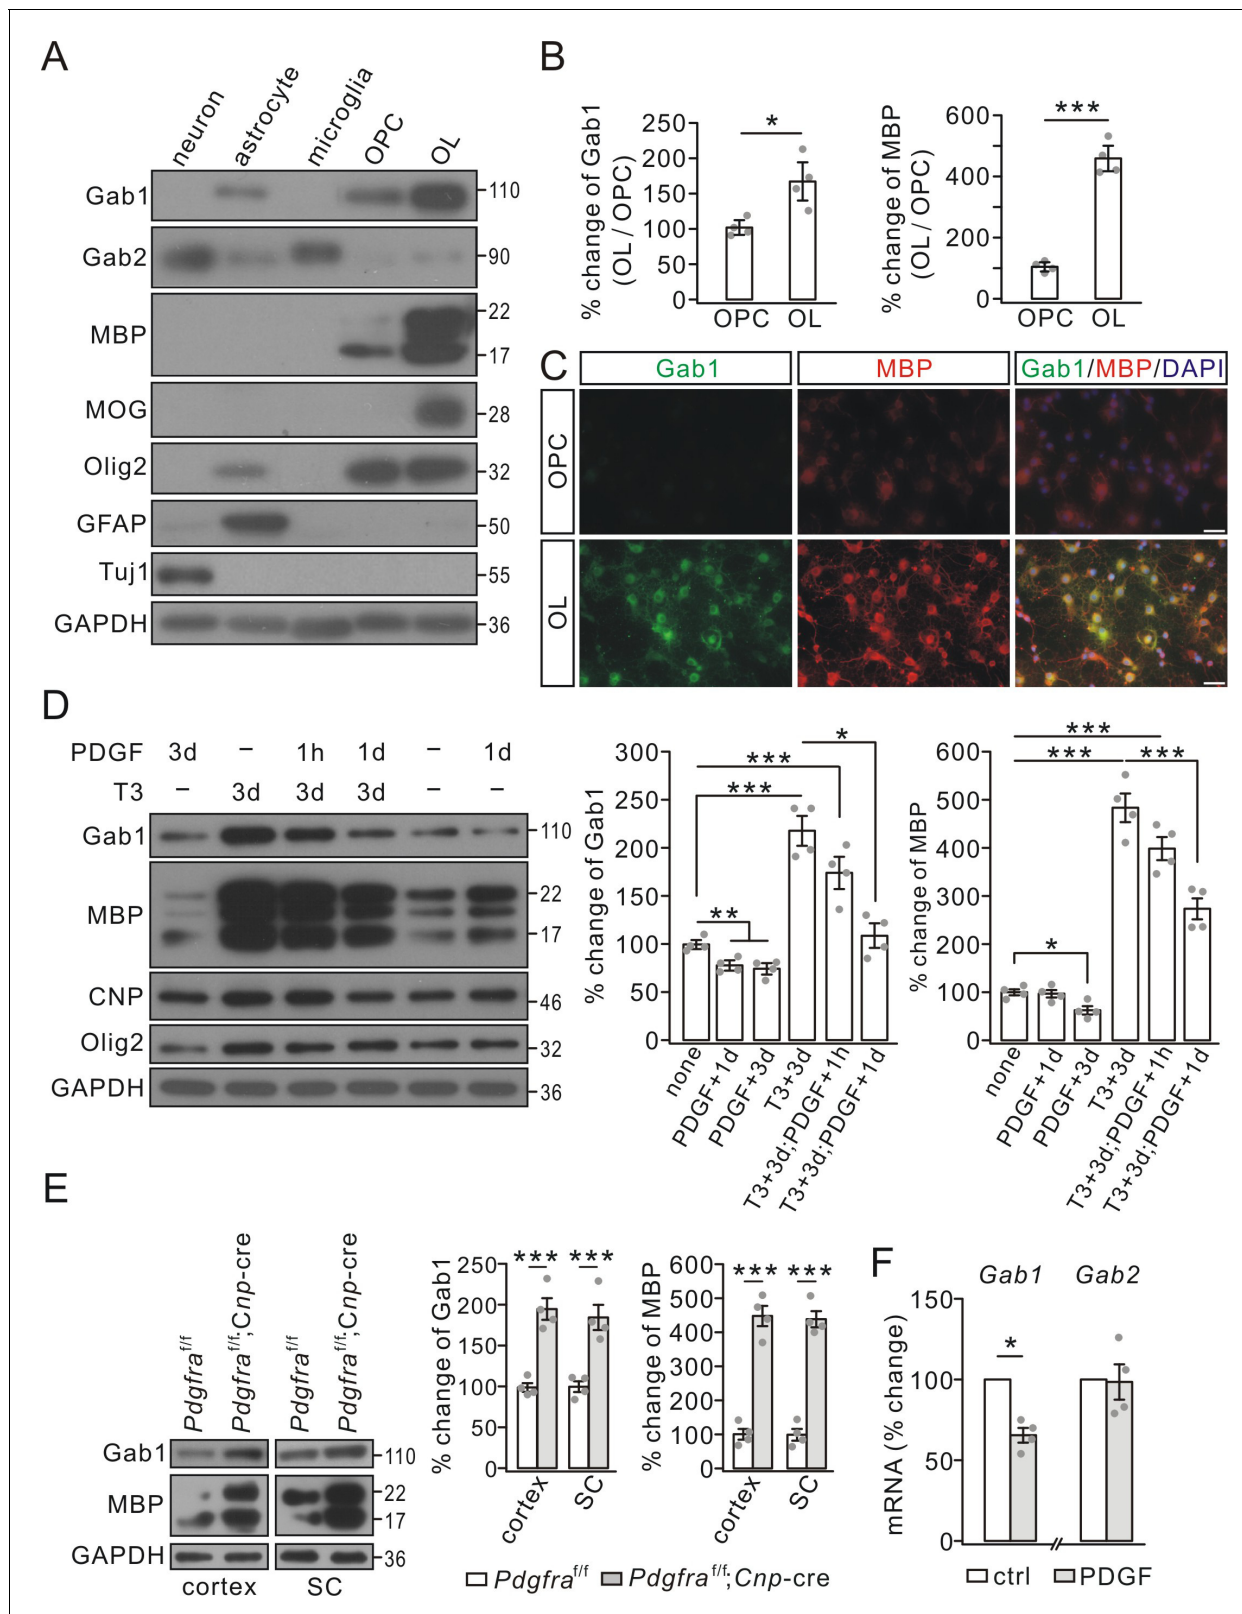 A
neuron
astrocyte
microglia
OPC
OL
Gab1
110
Gab2
90
MBP
22
17
MOG
28
Olig2
32
GFAP
50
Tuj1
55
GAPDH
36
B
% change of Gab1
(OL / OPC)
250
200
150
100
50
0
*
OPC OL
% change of MBP
(OL / OPC)
600
400
200
0
***
OPC OL
C
Gab1 MBP Gab1/MBP/DAPI
OPC
OL
D
PDGF 3d – 1h 1d – 1d
T3 – 3d 3d 3d – –
Gab1
110
MBP
22
17
CNP
46
Olig2
32
GAPDH
36
% change of Gab1
300
250
200
150
100
50
0
*
***
***
**
none
PDGF+1d
PDGF+3d
T3+3d
T3+3d;PDGF+1h
T3+3d;PDGF+1d
% change of MBP
600
500
400
300
200
100
0
***
*** ***
*
none
PDGF+1d
PDGF+3d
T3+3d
T3+3d;PDGF+1h
T3+3d;PDGF+1d
E
Pdgfra f/f
Pdgfra f/f;Cnp-cre
Pdgfra f/f
Pdgfra f/f;Cnp-cre
Gab1
110
MBP
22
17
GAPDH
36
cortex SC
% change of Gab1
250
200
150
100
50
0
*** ***
cortex
SC
% change of MBP
600
500
400
300
200
100
0
*** ***
cortex
SC
Pdgfra f/f Pdgfra f/f;Cnp-cre
F
Gab1 Gab2
mRNA (% change)
150
100
50
0
*
ctrl PDGF